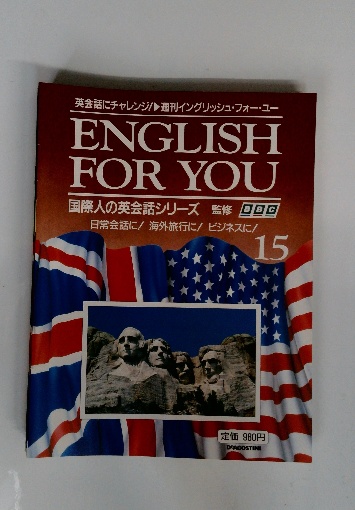 英会話にチャレンジ!▶週刊イングリッシュ・フォー・ユー
ENGLISH
FOR YOU
国際人の英会話シリーズ 監修 BBC
日常会話に! 海外旅行に! ビジネスに!
15
定価 980円
DEAGOSTINI